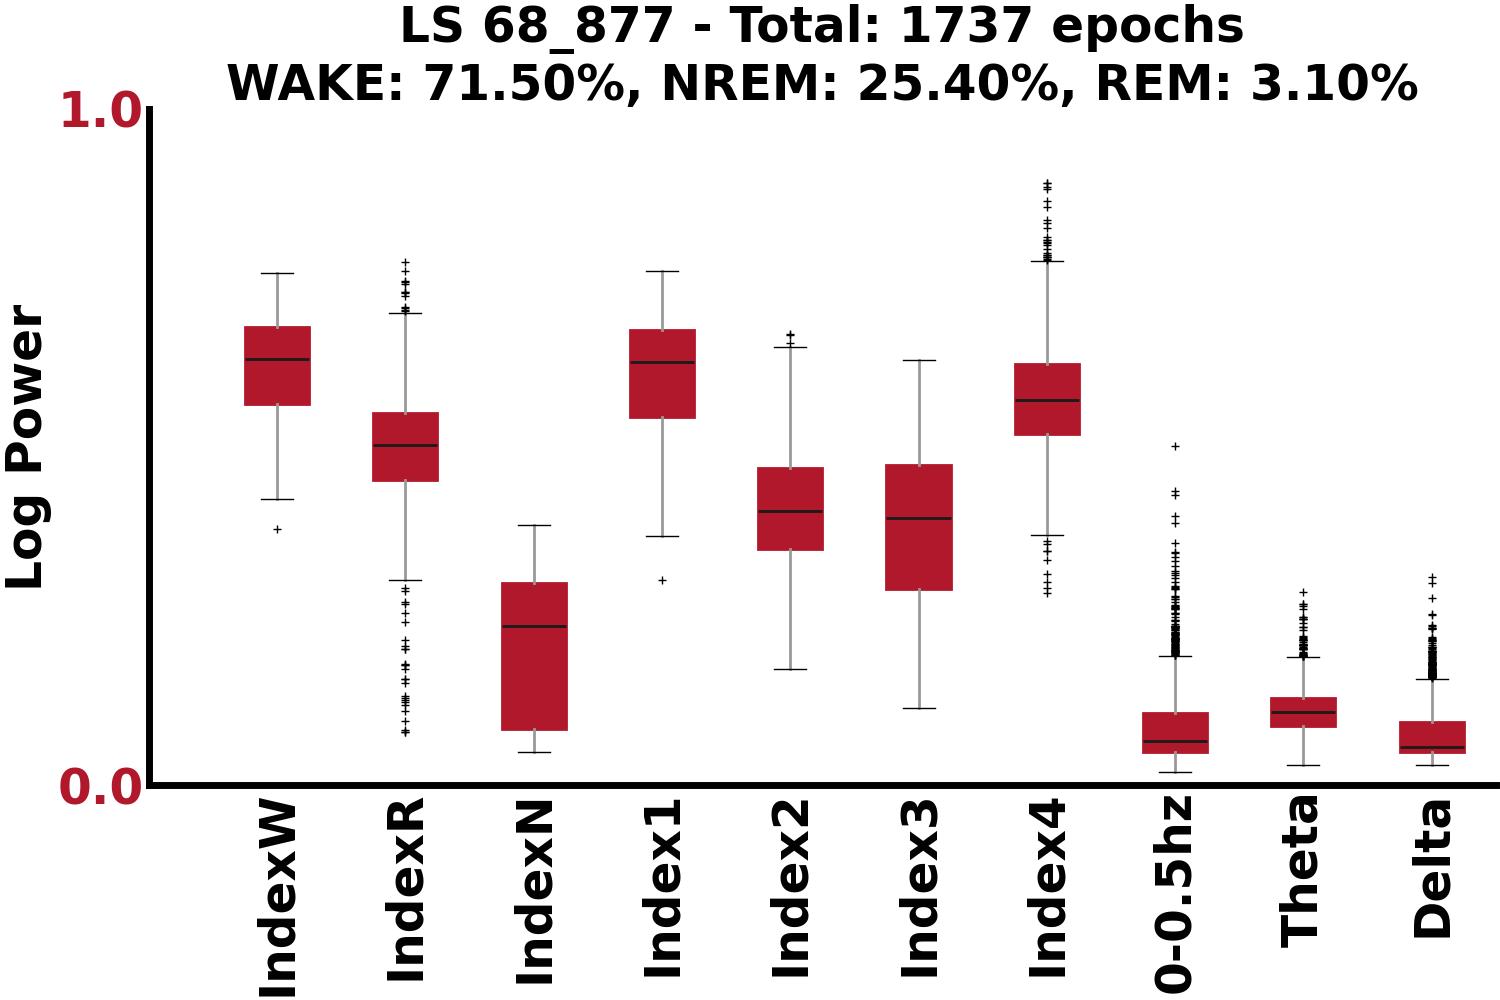 LS 68_877 - Total: 1737 epochs
WAKE: 71.50%, NREM: 25.40%, REM: 3.10%
1.0
Log Power
0.0
IndexW
IndexR
IndexN
Index1
Index2
Index3
Index4
0-0.5hz
Theta
Delta